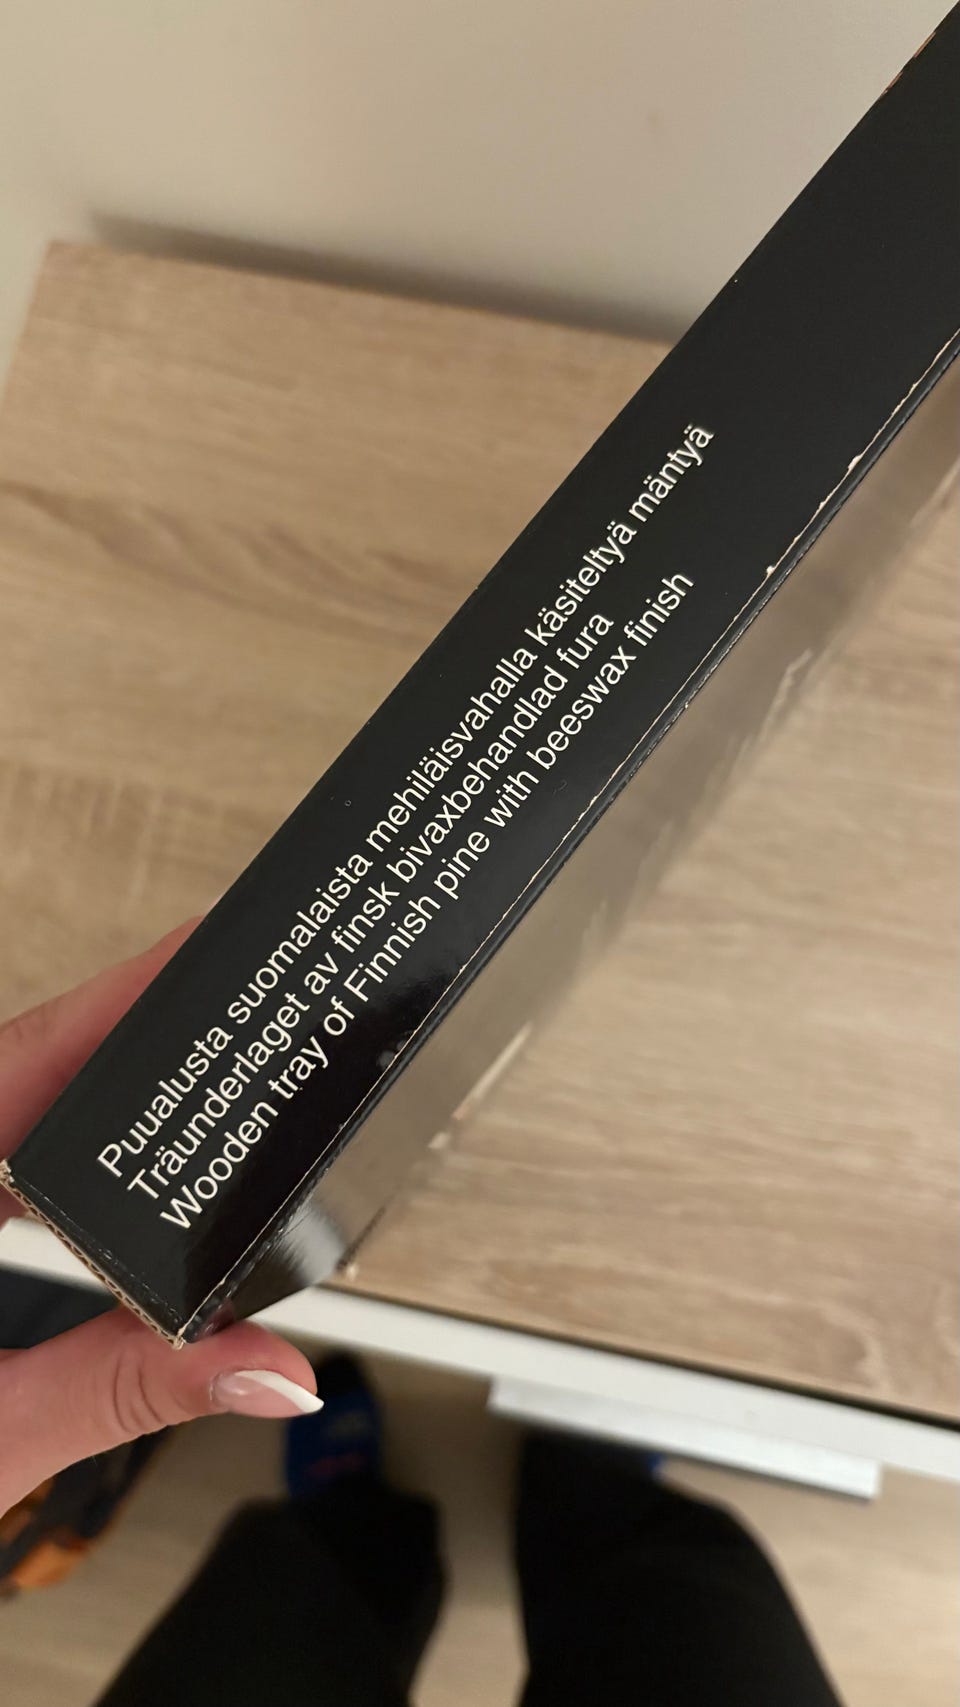 Puualusta suomalaista mehiläisvahalla käsiteltyä mäntyä
Träunderlaget av finsk bivaxbehandlad fura
Wooden tray of Finnish pine with beeswax finish